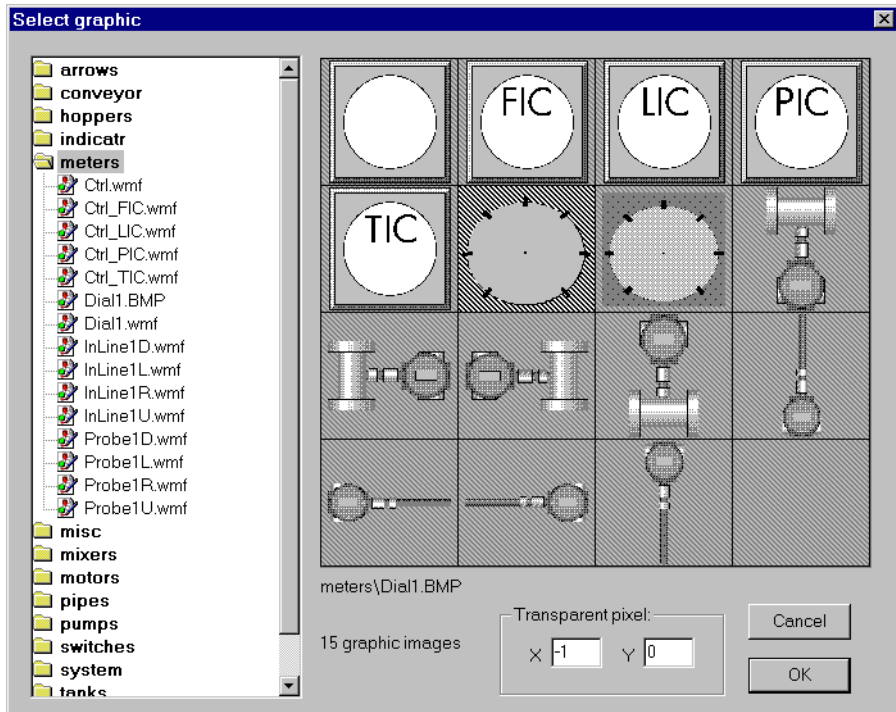 Select graphic
arrows
conveyor
hoppers
indicatr
meters
Ctrl.wmf
Ctrl_FIC.wmf
Ctrl_LIC.wmf
Ctrl_PIC.wmf
Ctrl_TIC.wmf
Dial1.BMP
Dial1.wmf
InLine1D.wmf
InLine1L.wmf
InLine1R.wmf
InLine1U.wmf
Probe1D.wmf
Probe1L.wmf
Probe1R.wmf
Probe1U.wmf
misc
mixers
motors
pipes
pumps
switches
system
tanks
FIC
LIC
PIC
TIC
meters\Dial1.BMP
15 graphic images
Transparent pixel:
X -1 Y 0
Cancel
OK